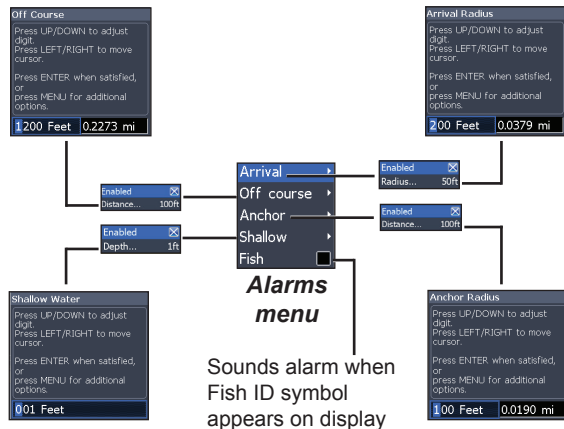 Off Course
Press UP/DOWN to adjust
digit.
Press LEFT/RIGHT to move
cursor.
Press ENTER when satisfied,
or
press MENU for additional
options.
1200 Feet 0.2273 mi
Arrival Radius
Press UP/DOWN to adjust
digit.
Press LEFT/RIGHT to move
cursor.
Press ENTER when satisfied,
or
press MENU for additional
options.
200 Feet 0.0379 mi
Enabled
Distance... 100ft
Enabled
Depth... 1ft
Arrival
Off course
Anchor
Shallow
Fish
Enabled
Radius... 50ft
Enabled
Distance... 100ft
Alarms
menu
Shallow Water
Press UP/DOWN to adjust
digit.
Press LEFT/RIGHT to move
cursor.
Press ENTER when satisfied,
or
press MENU for additional
options.
001 Feet
Sounds alarm when
Fish ID symbol
appears on display
Anchor Radius
Press UP/DOWN to adjust
digit.
Press LEFT/RIGHT to move
cursor.
Press ENTER when satisfied,
or
press MENU for additional
options.
100 Feet 0.0190 mi